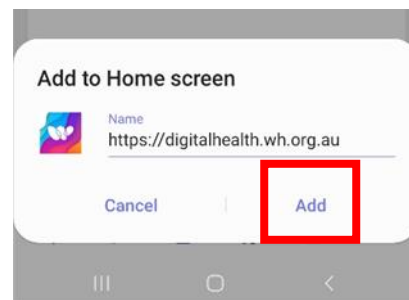 Add to Home screen
Name
https://digitalhealth.wh.org.au
Cancel
Add